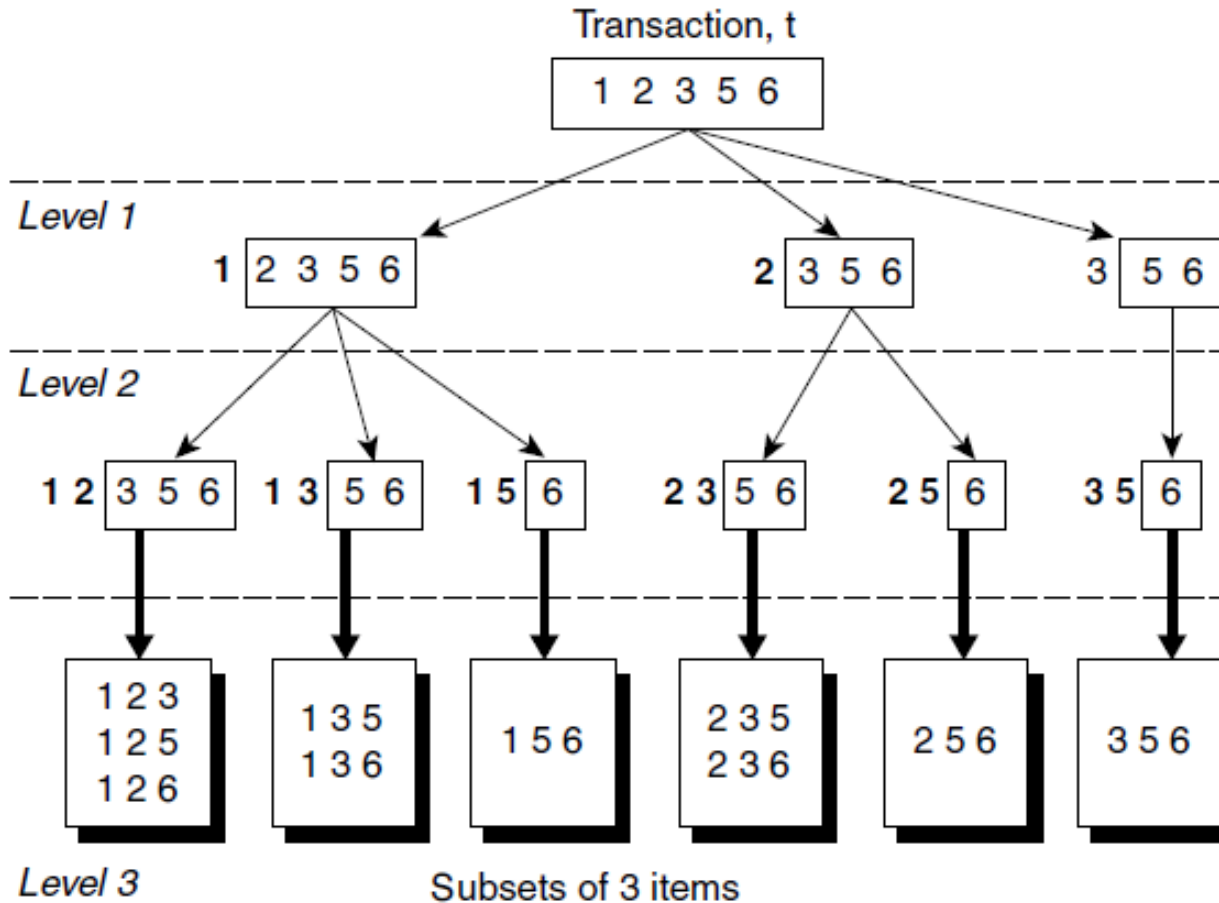 Transaction, t
1 2 3 5 6
Level 1
1 2 3 5 6
2 3 5 6
3 5 6
Level 2
1 2 3 5 6
1 3 5 6
1 5 6
2 3 5 6
2 5 6
3 5 6
1 2 3
1 2 5
1 2 6
1 3 5
1 3 6
1 5 6
2 3 5
2 3 6
2 5 6
3 5 6
Level 3
Subsets of 3 items